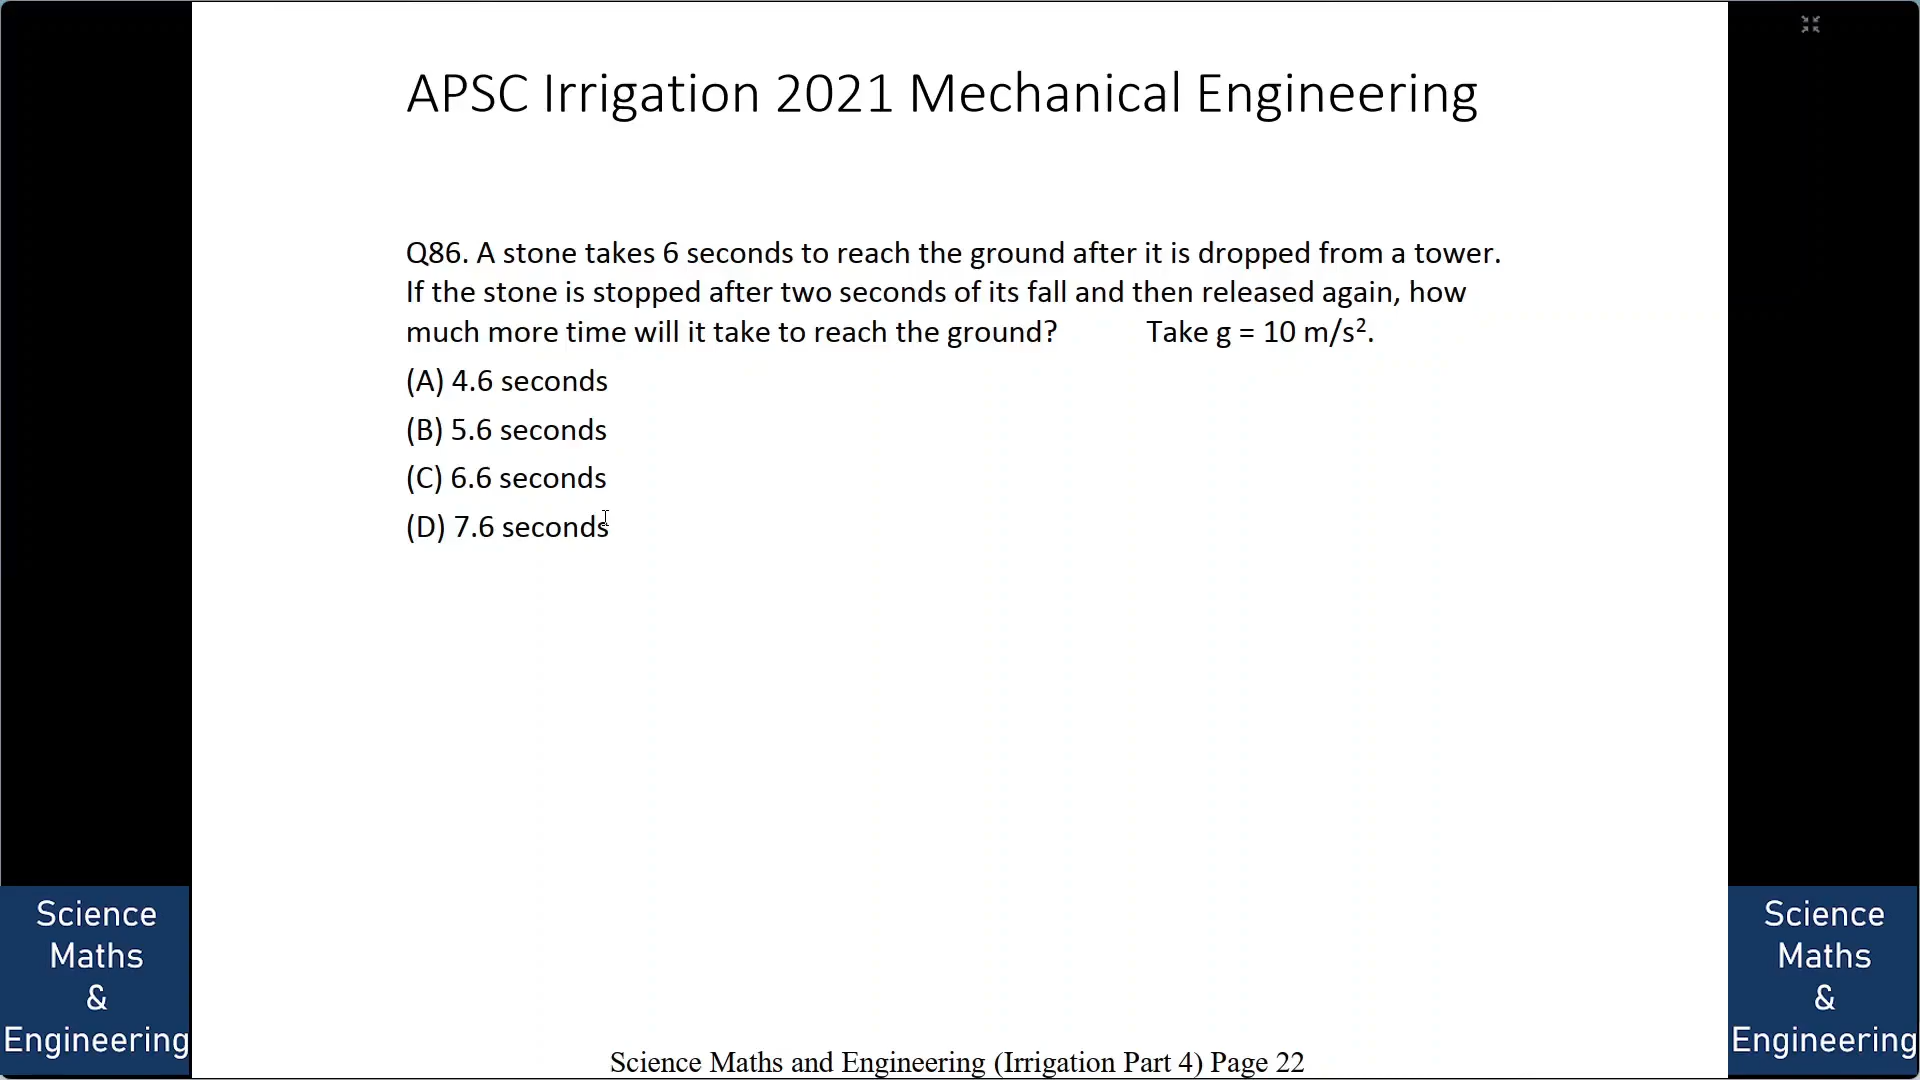 APSC Irrigation 2021 Mechanical Engineering
Q86. A stone takes 6 seconds to reach the ground after it is dropped from a tower.
If the stone is stopped after two seconds of its fall and then released again, how
much more time will it take to reach the ground? Take g = 10 m/s².
(A) 4.6 seconds
(B) 5.6 seconds
(C) 6.6 seconds
(D) 7.6 seconds
Science
Maths
&
Engineering
Science
Maths
&
Engineering
Science Maths and Engineering (Irrigation Part 4) Page 22